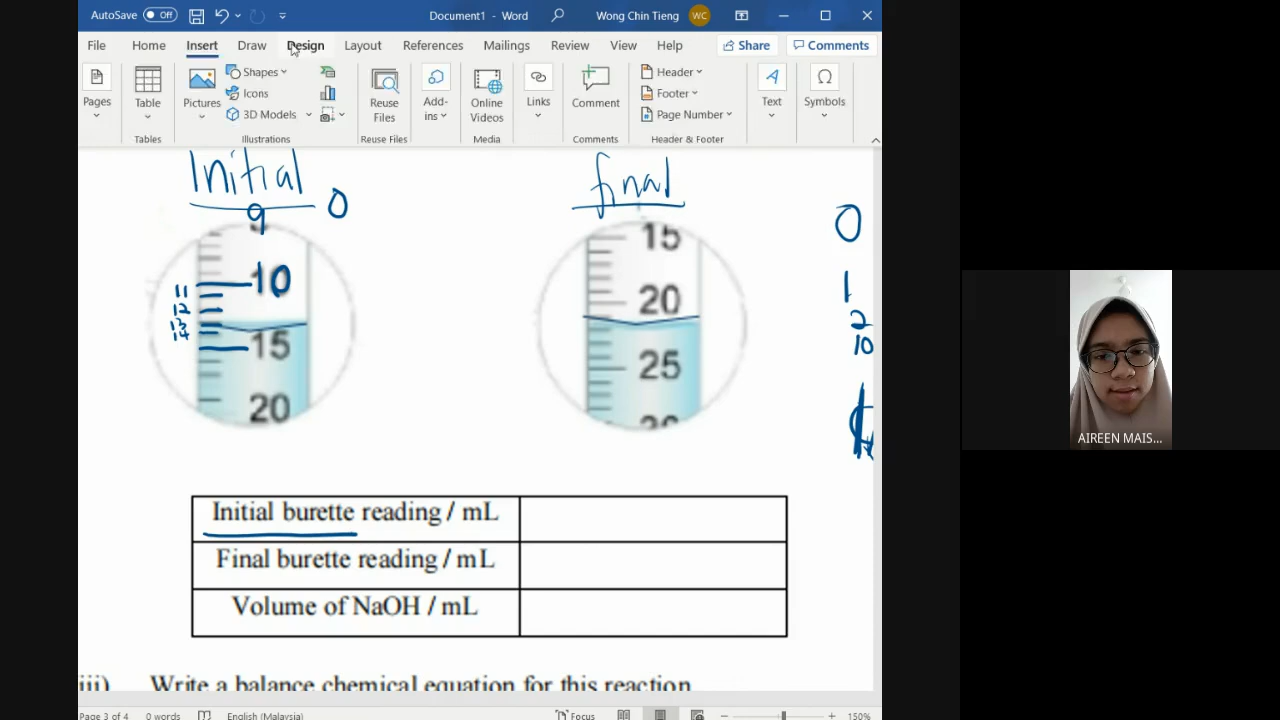 AutoSave Off Document1 - Word Wong Chin Tieng WC
File Home Insert Draw Design Layout References Mailings Review View Help Share Comments
Pages
Table
Pictures
Shapes
Icons
3D Models
Reuse
Files
Add-
ins
Online
Videos
Links
Comment
Header
Footer
Page Number
Text
Symbols
Tables Illustrations Reuse Files Media Comments Header & Footer
Initial
9 0
10
11
12
13
14
15
20
final
15
20
25
0
1
2
10
Initial burette reading / mL
Final burette reading / mL
Volume of NaOH / mL
iii) Write a balance chemical equation for this reaction
AIREEN MAIS...
Page 3 of 4 0 words English (Malaysia) Focus 150%